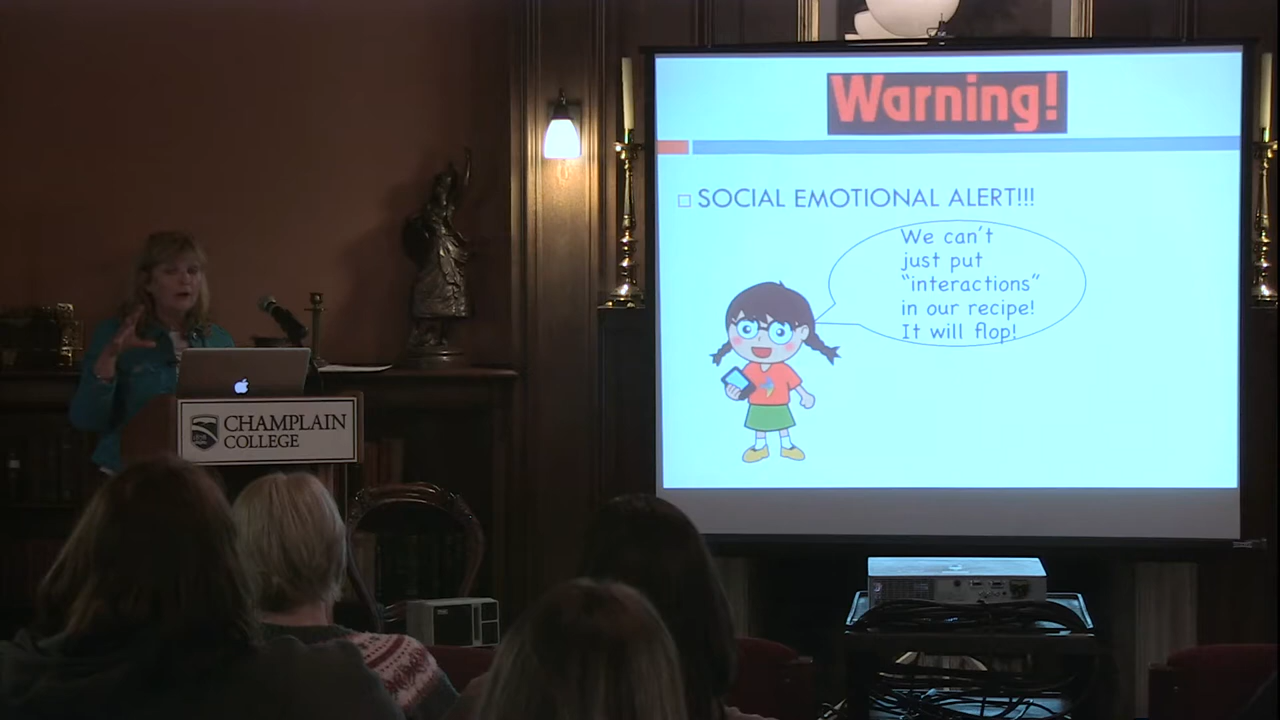 Warning!
SOCIAL EMOTIONAL ALERT!!!
We can't
just put
"interactions"
in our recipe!
It will flop!
CHAMPLAIN
COLLEGE